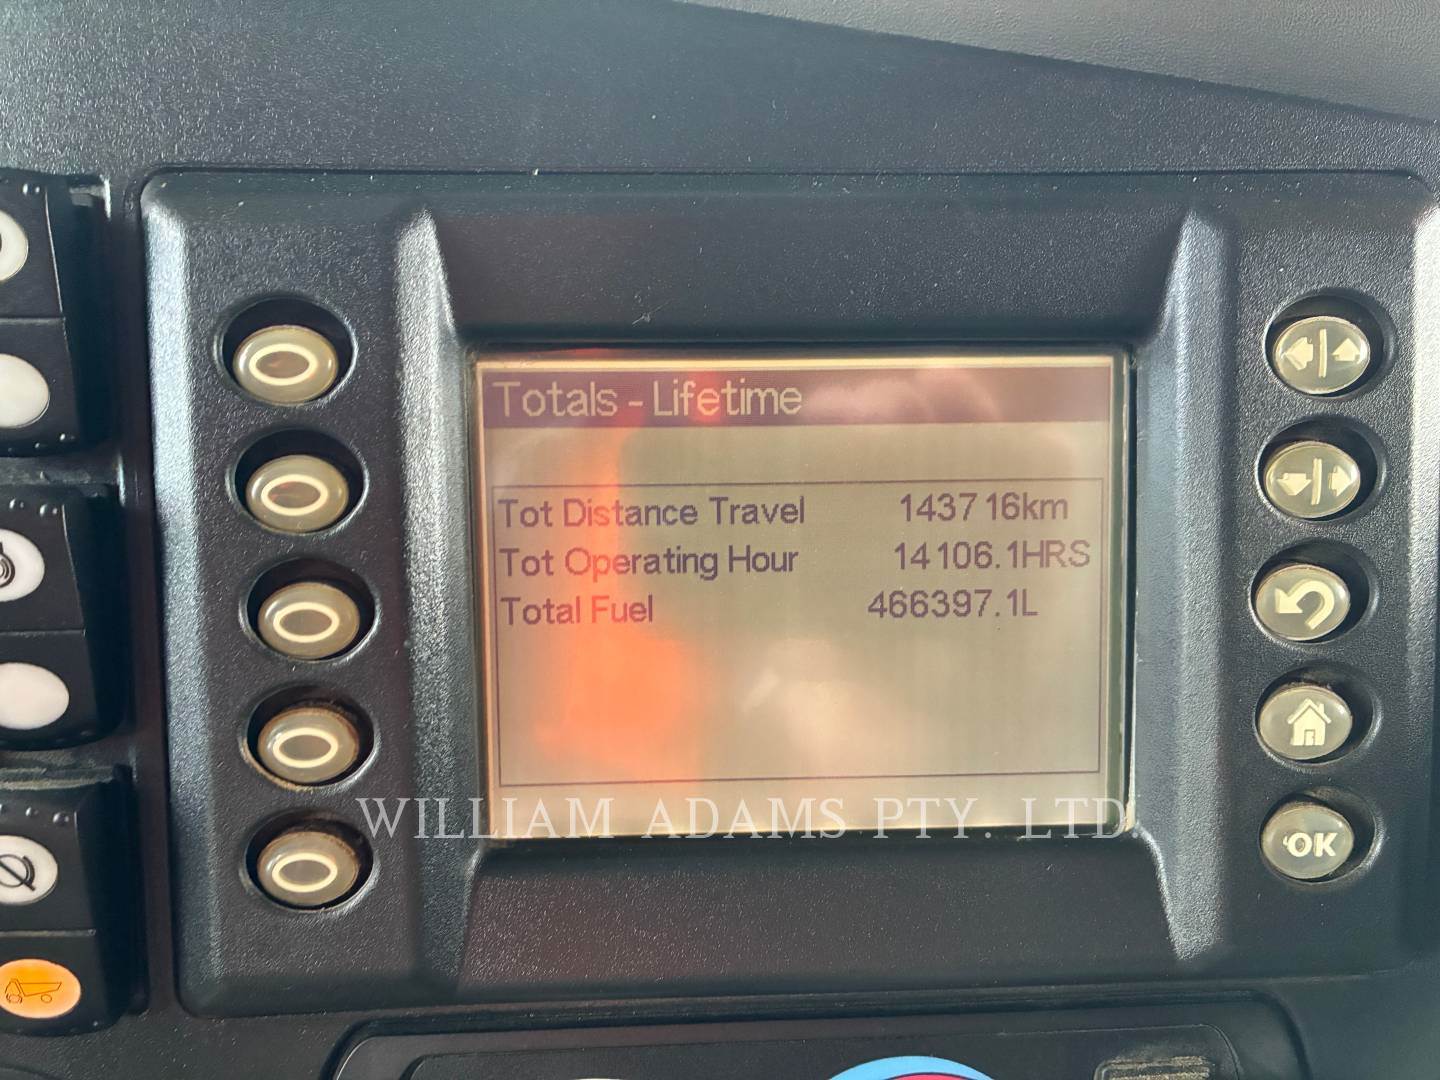 Totals - Lifetime
Tot Distance Travel 143716km
Tot Operating Hour 14106.1HRS
Total Fuel 466397.1L
WILLIAM ADAMS PTY. LTD.
OK